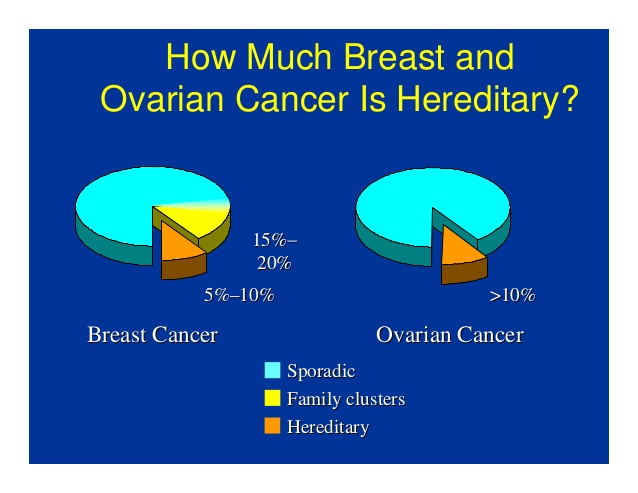 How Much Breast and
Ovarian Cancer Is Hereditary?
15%–
20%
5%–10%
>10%
Breast Cancer
Ovarian Cancer
Sporadic
Family clusters
Hereditary